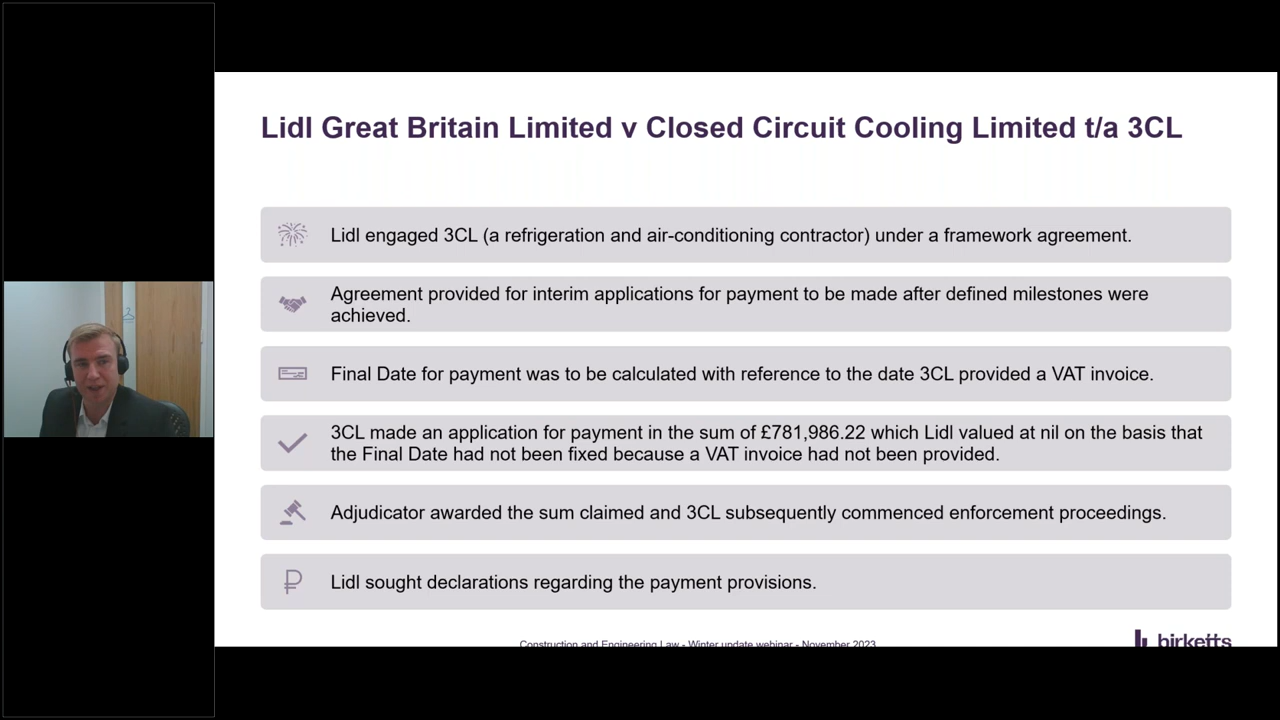 Lidl Great Britain Limited v Closed Circuit Cooling Limited t/a 3CL
Lidl engaged 3CL (a refrigeration and air-conditioning contractor) under a framework agreement.
Agreement provided for interim applications for payment to be made after defined milestones were
achieved.
Final Date for payment was to be calculated with reference to the date 3CL provided a VAT invoice.
3CL made an application for payment in the sum of £781,986.22 which Lidl valued at nil on the basis that
the Final Date had not been fixed because a VAT invoice had not been provided.
Adjudicator awarded the sum claimed and 3CL subsequently commenced enforcement proceedings.
Lidl sought declarations regarding the payment provisions.
Construction and Engineering Law - Winter update webinar - November 2023
birketts